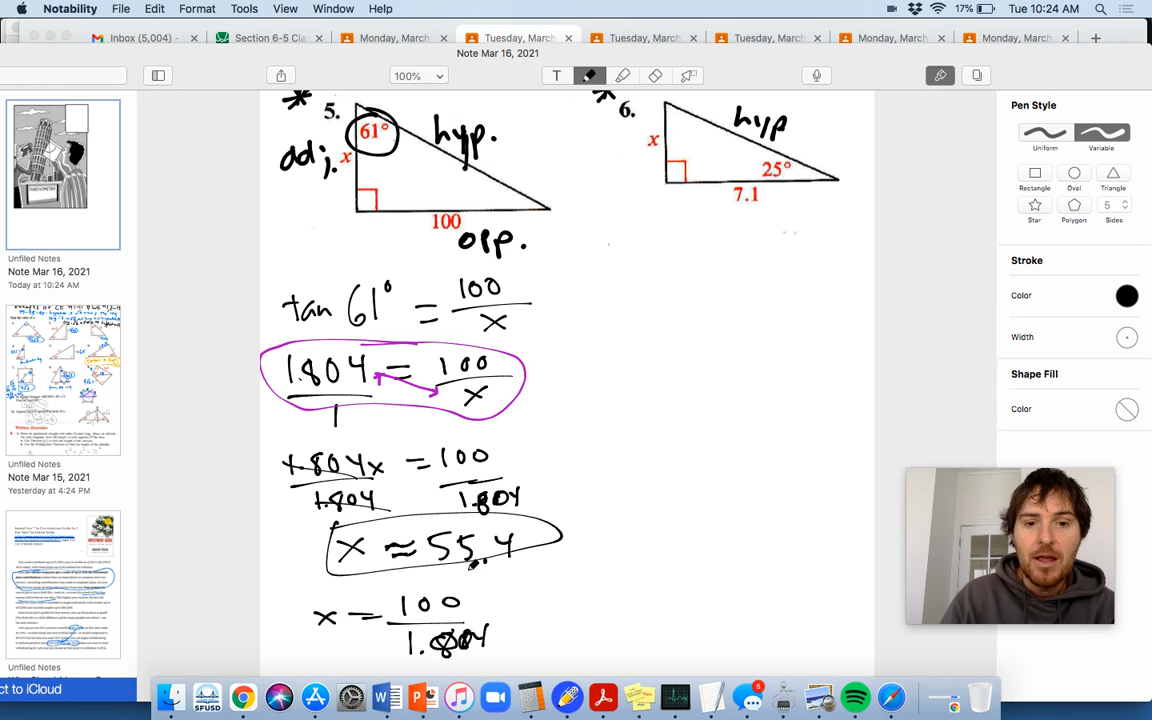 Notability File Edit Format Tools View Window Help
17% Tue 10:24 AM
Inbox (5,004) -
Section 6-5 Cla
Monday, March
Tuesday, March
Tuesday, March
Tuesday, March
Monday, March
Monday, March
Note Mar 16, 2021
100%
T
Unfiled Notes
Note Mar 16, 2021
Today at 10:24 AM
Unfiled Notes
Note Mar 15, 2021
Yesterday at 4:24 PM
Unfiled Notes
ct to iCloud
* 5.
61°
hyp.
adj.
x
100
opp.
tan 61° = 100/x
1.804/1 = 100/x
1.804x/1.804 = 100/1.804
x ≈ 55.4
x = 100/1.804
* 6.
hyp
x
25°
7.1
Pen Style
Uniform Variable
Rectangle Oval Triangle
5
Star Polygon Sides
Stroke
Color
Width
Shape Fill
Color
SFUSD
5